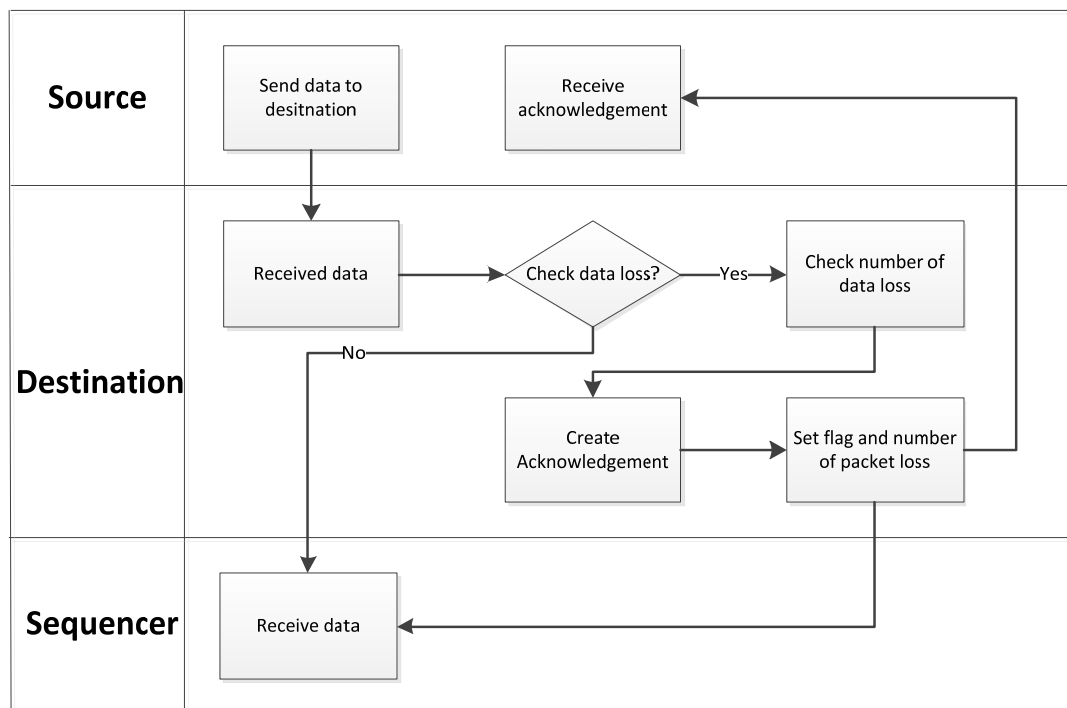 Source
Send data to
desitnation
Receive
acknowledgement
Destination
Received data
Check data loss?
Yes
Check number of
data loss
No
Create
Acknowledgement
Set flag and number
of packet loss
Sequencer
Receive data